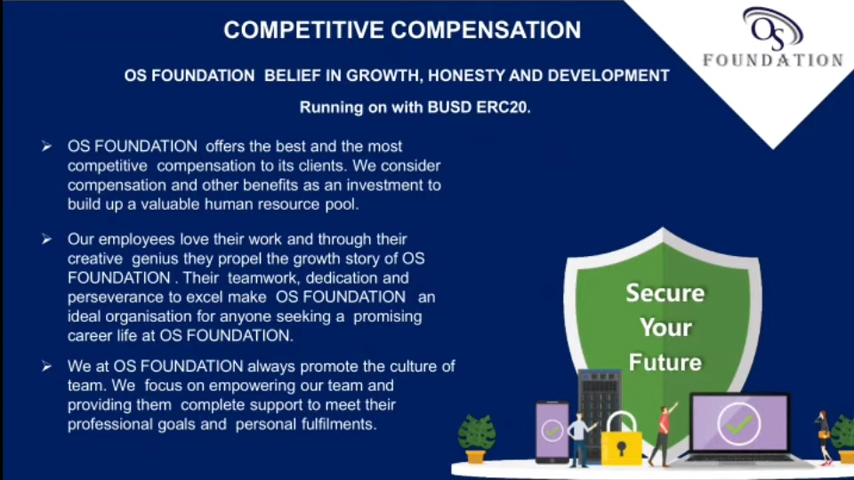 COMPETITIVE COMPENSATION
OS
FOUNDATION
OS FOUNDATION BELIEF IN GROWTH, HONESTY AND DEVELOPMENT
Running on with BUSD ERC20.
OS FOUNDATION offers the best and the most
competitive compensation to its clients. We consider
compensation and other benefits as an investment to
build up a valuable human resource pool.
Our employees love their work and through their
creative genius they propel the growth story of OS
FOUNDATION . Their teamwork, dedication and
perseverance to excel make OS FOUNDATION an
ideal organisation for anyone seeking a promising
career life at OS FOUNDATION.
We at OS FOUNDATION always promote the culture of
team. We focus on empowering our team and
providing them complete support to meet their
professional goals and personal fulfilments.
Secure
Your
Future